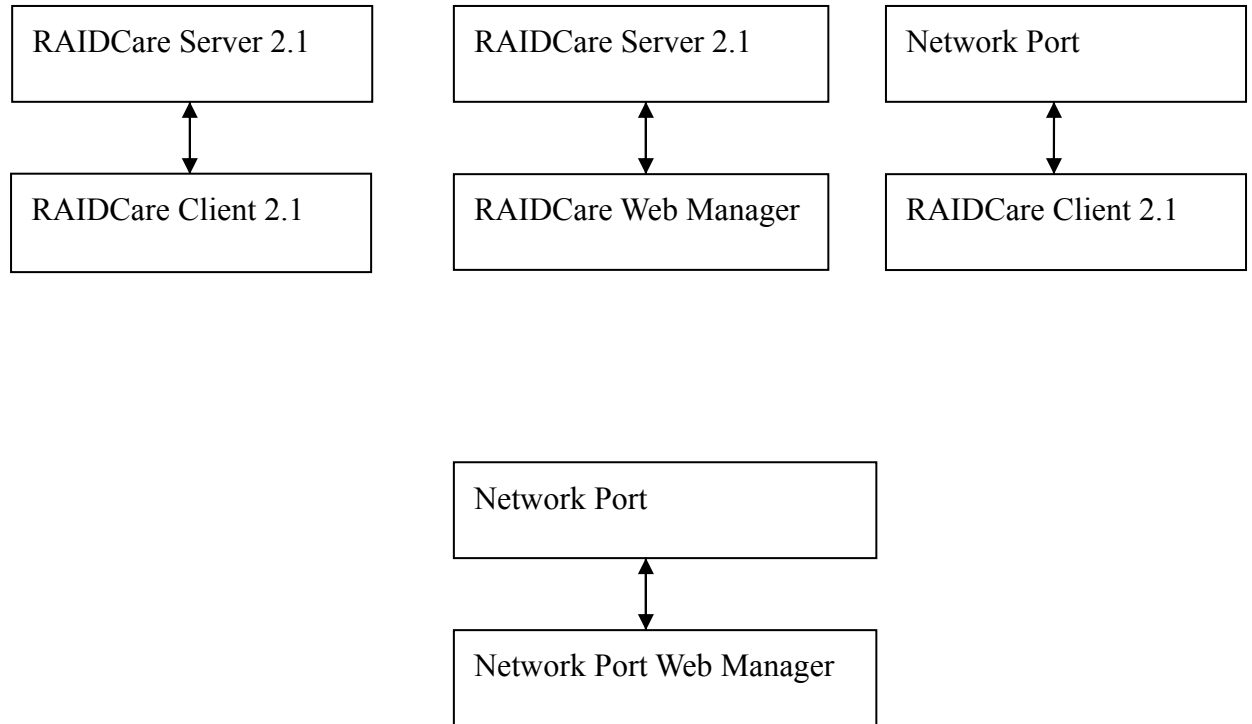 RAIDCare Server 2.1
RAIDCare Server 2.1
Network Port
RAIDCare Client 2.1
RAIDCare Web Manager
RAIDCare Client 2.1
Network Port
Network Port Web Manager